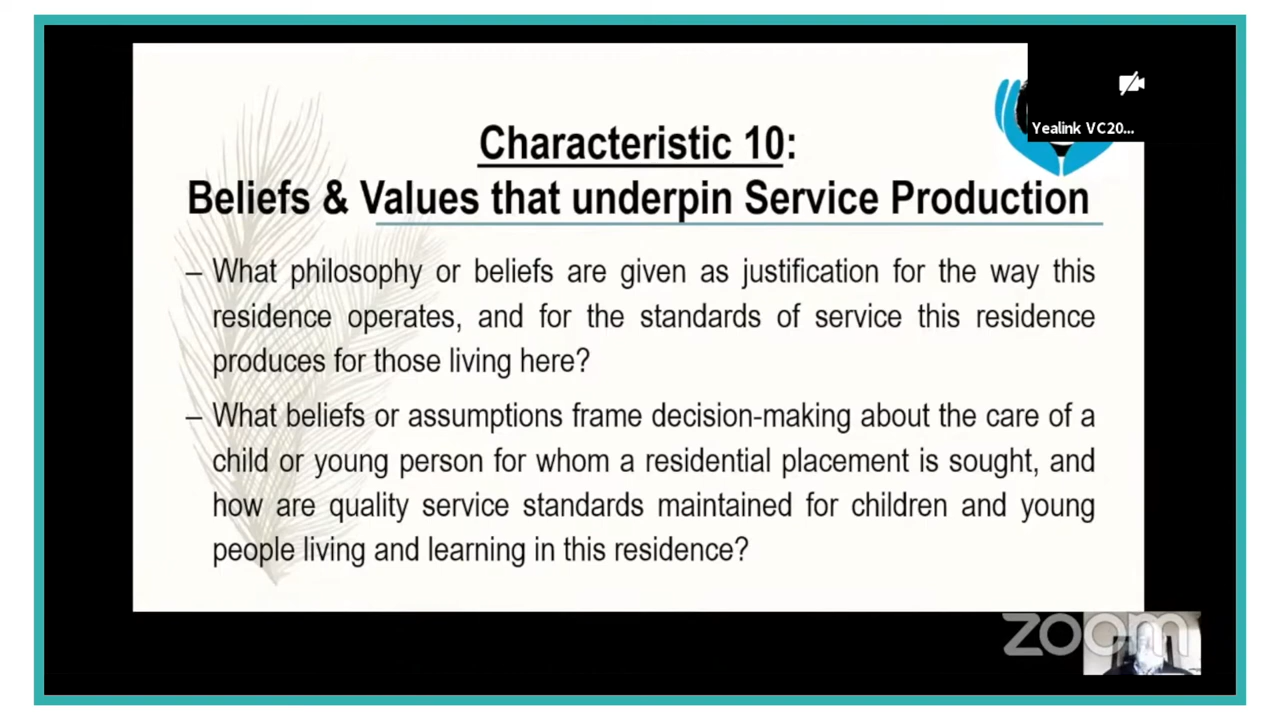 Yealink VC20...
Characteristic 10:
Beliefs & Values that underpin Service Production
– What philosophy or beliefs are given as justification for the way this
residence operates, and for the standards of service this residence
produces for those living here?
– What beliefs or assumptions frame decision-making about the care of a
child or young person for whom a residential placement is sought, and
how are quality service standards maintained for children and young
people living and learning in this residence?
zoom